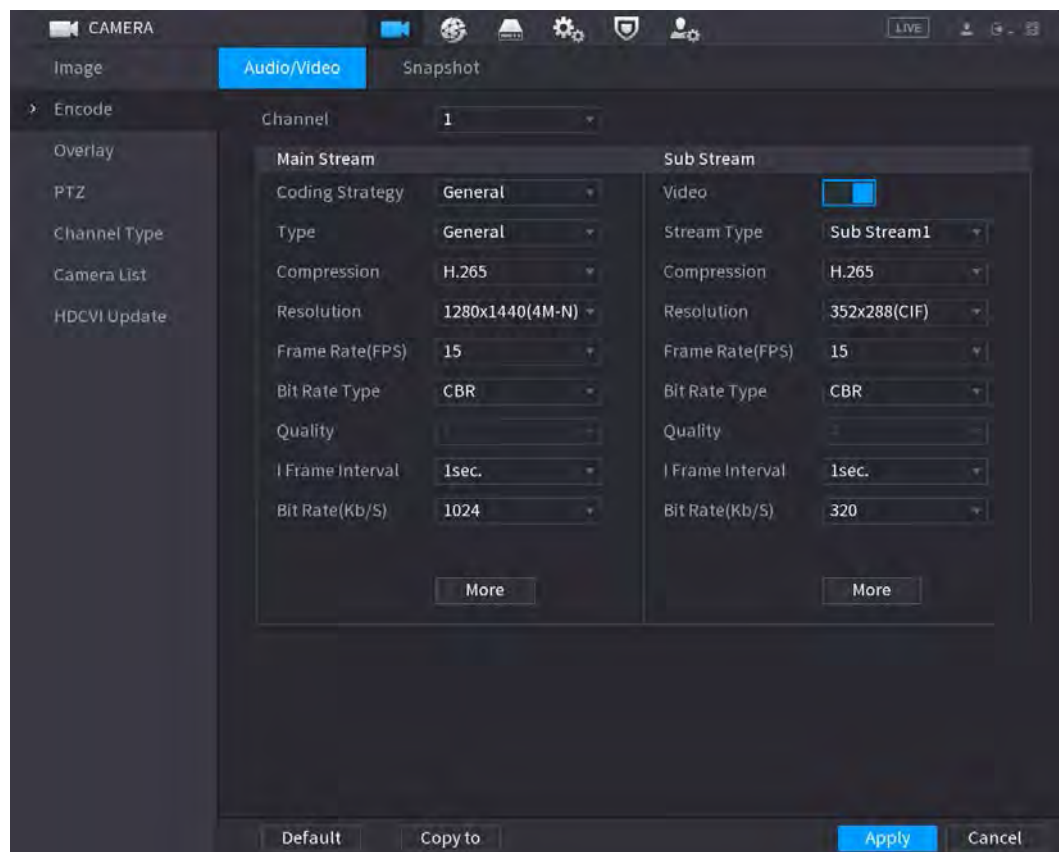 CAMERA
LIVE
Image
Audio/Video
Snapshot
Encode
Overlay
PTZ
Channel Type
Camera List
HDCVI Update
Channel 1
Main Stream
Coding Strategy General
Type General
Compression H.265
Resolution 1280x1440(4M-N)
Frame Rate(FPS) 15
Bit Rate Type CBR
Quality
I Frame Interval 1sec.
Bit Rate(Kb/S) 1024
More
Sub Stream
Video
Stream Type Sub Stream1
Compression H.265
Resolution 352x288(CIF)
Frame Rate(FPS) 15
Bit Rate Type CBR
Quality
I Frame Interval 1sec.
Bit Rate(Kb/S) 320
More
Default
Copy to
Apply
Cancel